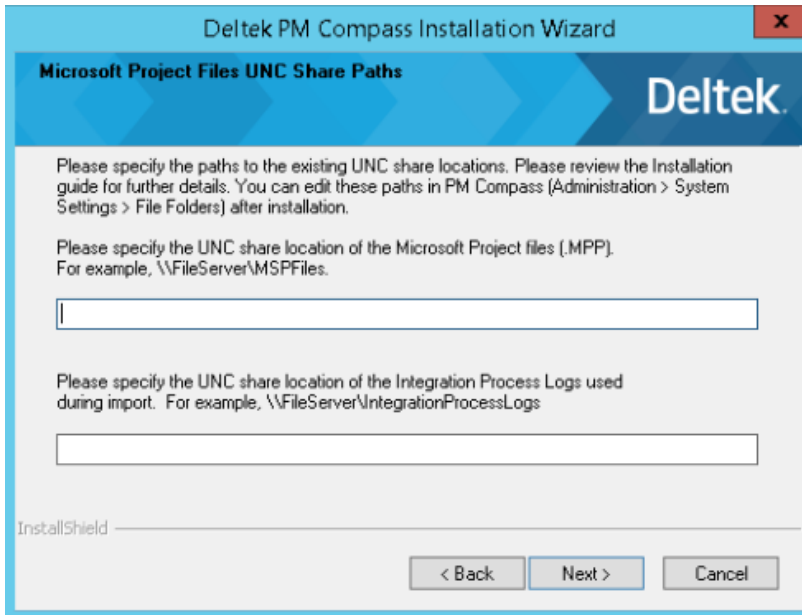 Deltek PM Compass Installation Wizard
x
Microsoft Project Files UNC Share Paths
Deltek.
Please specify the paths to the existing UNC share locations. Please review the Installation
guide for further details. You can edit these paths in PM Compass (Administration > System
Settings > File Folders) after installation.
Please specify the UNC share location of the Microsoft Project files (.MPP).
For example, \\FileServer\MSPFiles.
Please specify the UNC share location of the Integration Process Logs used
during import.  For example, \\FileServer\IntegrationProcessLogs
InstallShield
< Back
Next >
Cancel